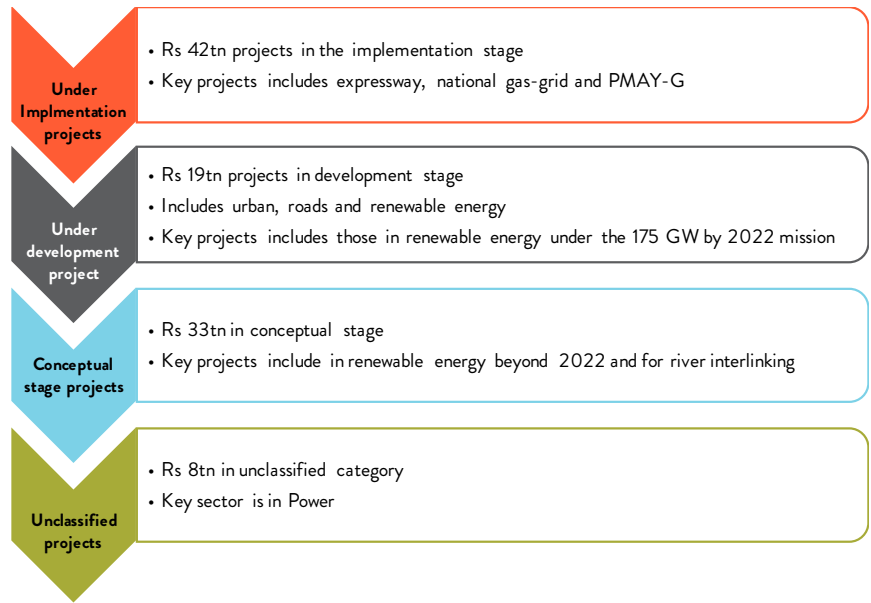 Under
Implmentation
projects
• Rs 42tn projects in the implementation stage
• Key projects includes expressway, national gas-grid and PMAY-G
Under
development
project
• Rs 19tn projects in development stage
• Includes urban, roads and renewable energy
• Key projects includes those in renewable energy under the 175 GW by 2022 mission
Conceptual
stage projects
• Rs 33tn in conceptual stage
• Key projects include in renewable energy beyond 2022 and for river interlinking
Unclassified
projects
• Rs 8tn in unclassified category
• Key sector is in Power